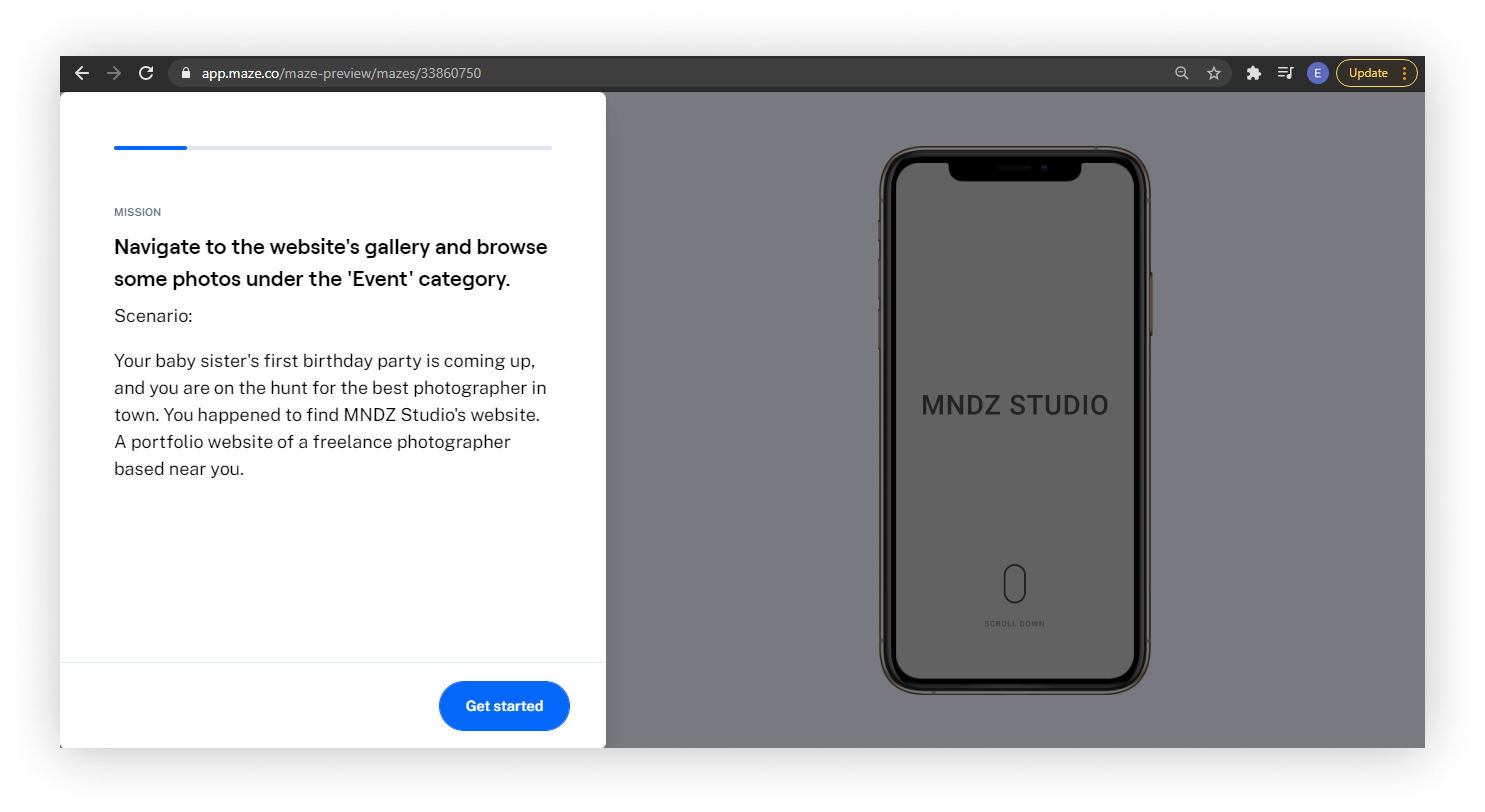 app.maze.co/maze-preview/mazes/33860750
E
Update
MISSION
Navigate to the website's gallery and browse
some photos under the 'Event' category.
Scenario:
Your baby sister's first birthday party is coming up,
and you are on the hunt for the best photographer in
town. You happened to find MNDZ Studio's website.
A portfolio website of a freelance photographer
based near you.
Get started
MNDZ STUDIO
SCROLL DOWN